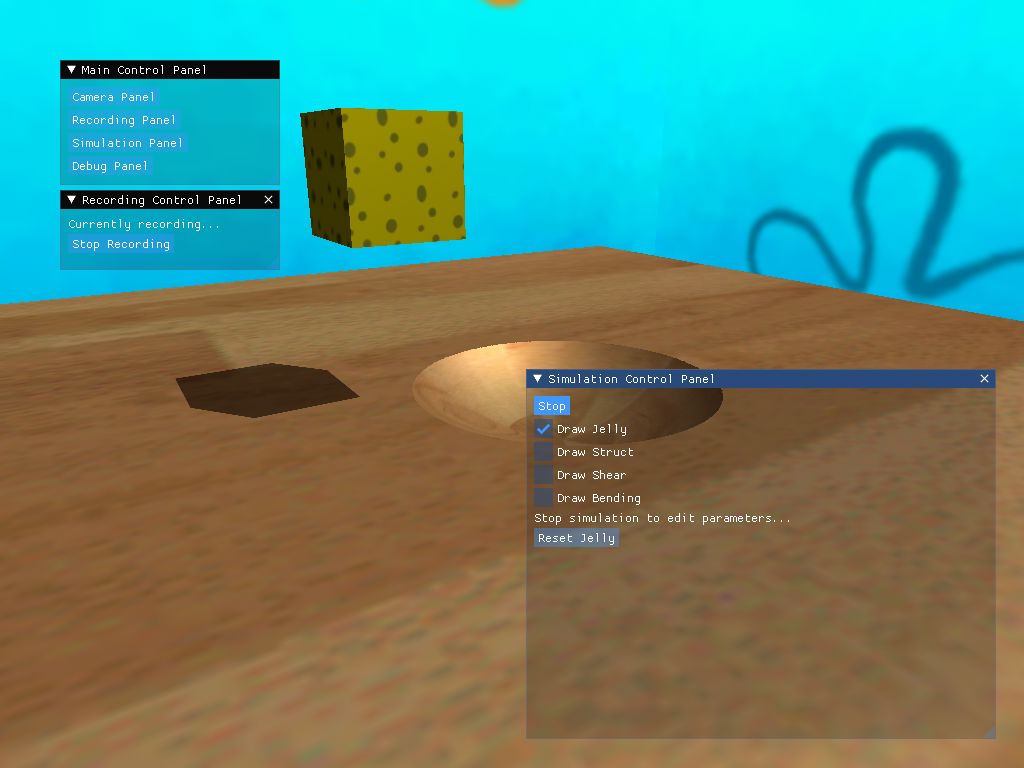 Main Control Panel
Camera Panel
Recording Panel
Simulation Panel
Debug Panel
Recording Control Panel
Currently recording...
Stop Recording
Simulation Control Panel
Stop
Draw Jelly
Draw Struct
Draw Shear
Draw Bending
Stop simulation to edit parameters...
Reset Jelly